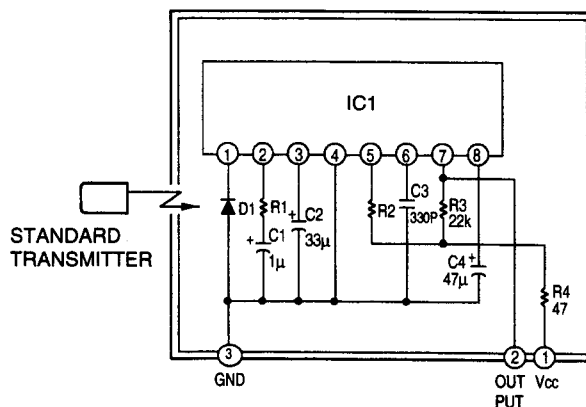 IC1
1 2 3 4 5 6 7 8
D1
R1
+ C1
1μ
+ C2
33μ
R2
C3
330P
R3
22k
C4 +
47μ
R4
47
STANDARD
TRANSMITTER
3
GND
2 1
OUT Vcc
PUT